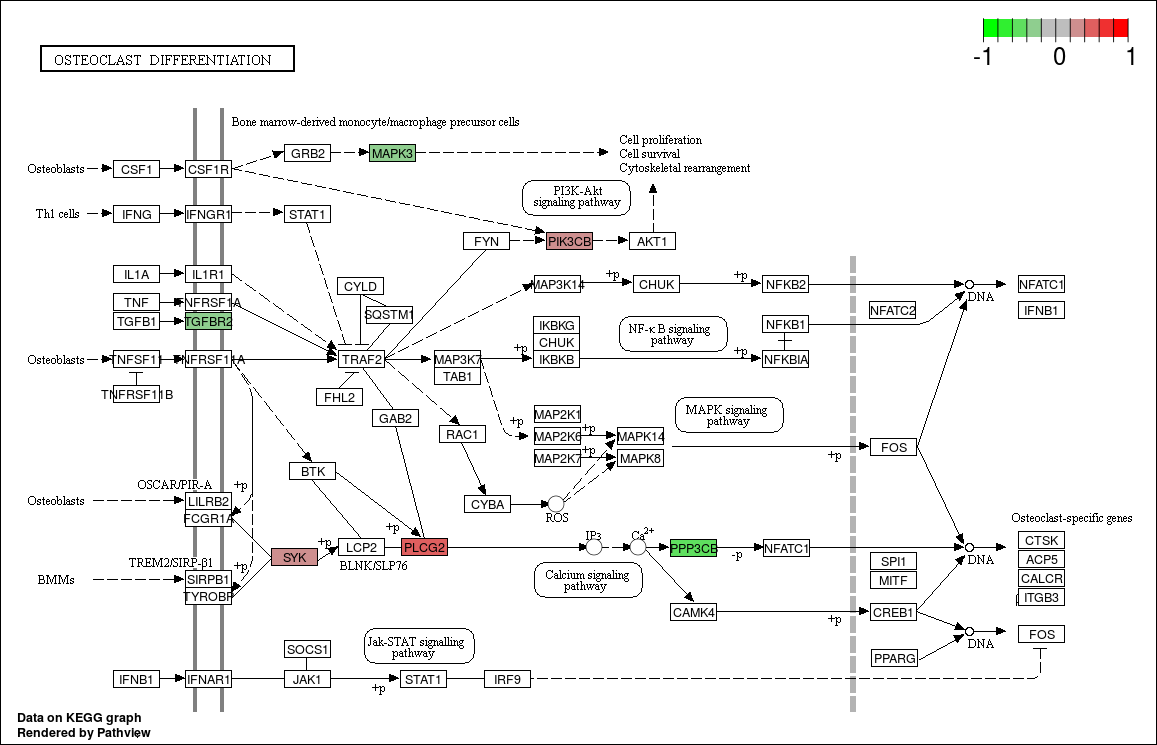 -1 0 1
OSTEOCLAST DIFFERENTIATION
Bone marrow-derived monocyte/macrophage precursor cells
Osteoblasts
CSF1
CSF1R
GRB2
MAPK3
Cell proliferation
Cell survival
Cytoskeletal rearrangement
PI3K-Akt
signaling pathway
Th1 cells
IFNG
IFNGR1
STAT1
FYN
PIK3CB
AKT1
IL1A
IL1R1
TNF
TNFRSF1A
TGFB1
TGFBR2
CYLD
SQSTM1
MAP3K14
+p
CHUK
+p
NFKB2
DNA
NFATC1
IFNB1
NFATC2
IKBKG
CHUK
IKBKB
NF-κ B signaling
pathway
NFKB1
NFKBIA
+p
+p
Osteoblasts
TNFSF11
TNFRSF11A
TRAF2
MAP3K7
TAB1
TNFRSF11B
FHL2
GAB2
RAC1
+p
MAP2K1
MAP2K6
MAP2K7
+p
+p
MAPK14
MAPK8
MAPK signaling
pathway
+p
FOS
BTK
CYBA
ROS
OSCAR/PIR-A
+p
Osteoblasts
LILRB2
FCGR1A
SYK
+p
LCP2
BLNK/SLP76
+p
PLCG2
IP3
Ca2+
PPP3CB
-p
NFATC1
DNA
Osteoclast-specific genes
CTSK
ACP5
CALCR
ITGB3
SPI1
MITF
Calcium signaling
pathway
TREM2/SIRP-β1
+p
BMMs
SIRPB1
TYROBP
CAMK4
+p
CREB1
PPARG
DNA
FOS
SOCS1
Jak-STAT signalling
pathway
IFNB1
IFNAR1
JAK1
+p
STAT1
IRF9
Data on KEGG graph
Rendered by Pathview